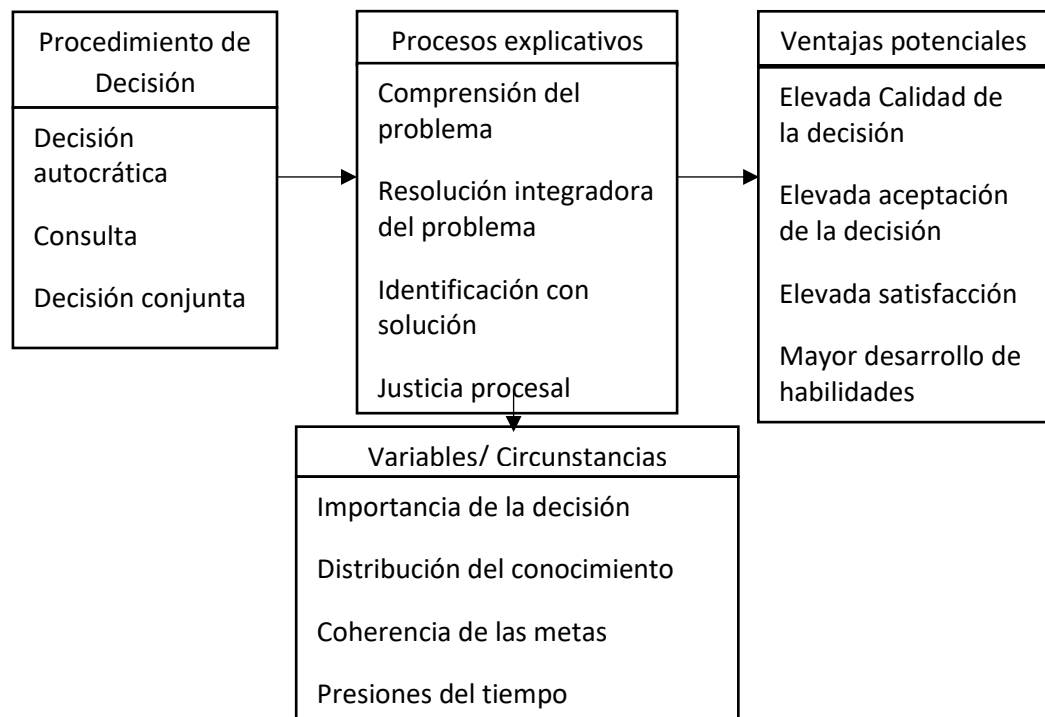 Procedimiento de
Decisión
Decisión
autocrática
Consulta
Decisión conjunta
Procesos explicativos
Comprensión del
problema
Resolución integradora
del problema
Identificación con
solución
Justicia procesal
Ventajas potenciales
Elevada Calidad de
la decisión
Elevada aceptación
de la decisión
Elevada satisfacción
Mayor desarrollo de
habilidades
Variables/ Circunstancias
Importancia de la decisión
Distribución del conocimiento
Coherencia de las metas
Presiones del tiempo